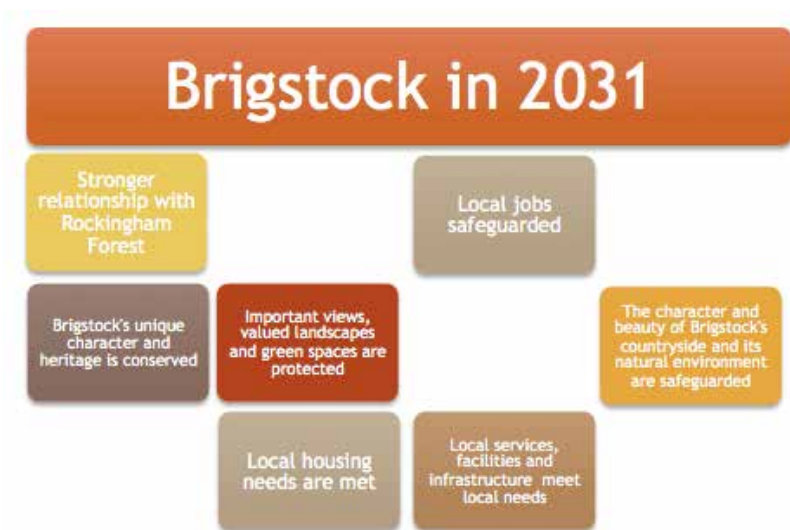 Brigstock in 2031
Stronger
relationship with
Rockingham
Forest
Local jobs
safeguarded
Brigstock's unique
character and
heritage is conserved
Important views,
valued landscapes
and green spaces are
protected
The character and
beauty of Brigstock's
countryside and its
natural environment
are safeguarded
Local housing
needs are met
Local services,
facilities and
infrastructure meet
local needs